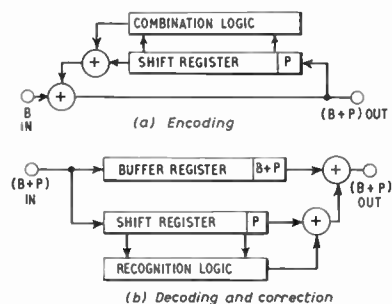 COMBINATION LOGIC
+
SHIFT REGISTER P
+
B
IN
(B+P) OUT
(a) Encoding
BUFFER REGISTER B+P
+
(B+P)
IN
(B+P)
OUT
SHIFT REGISTER P
+
RECOGNITION LOGIC
(b) Decoding and correction